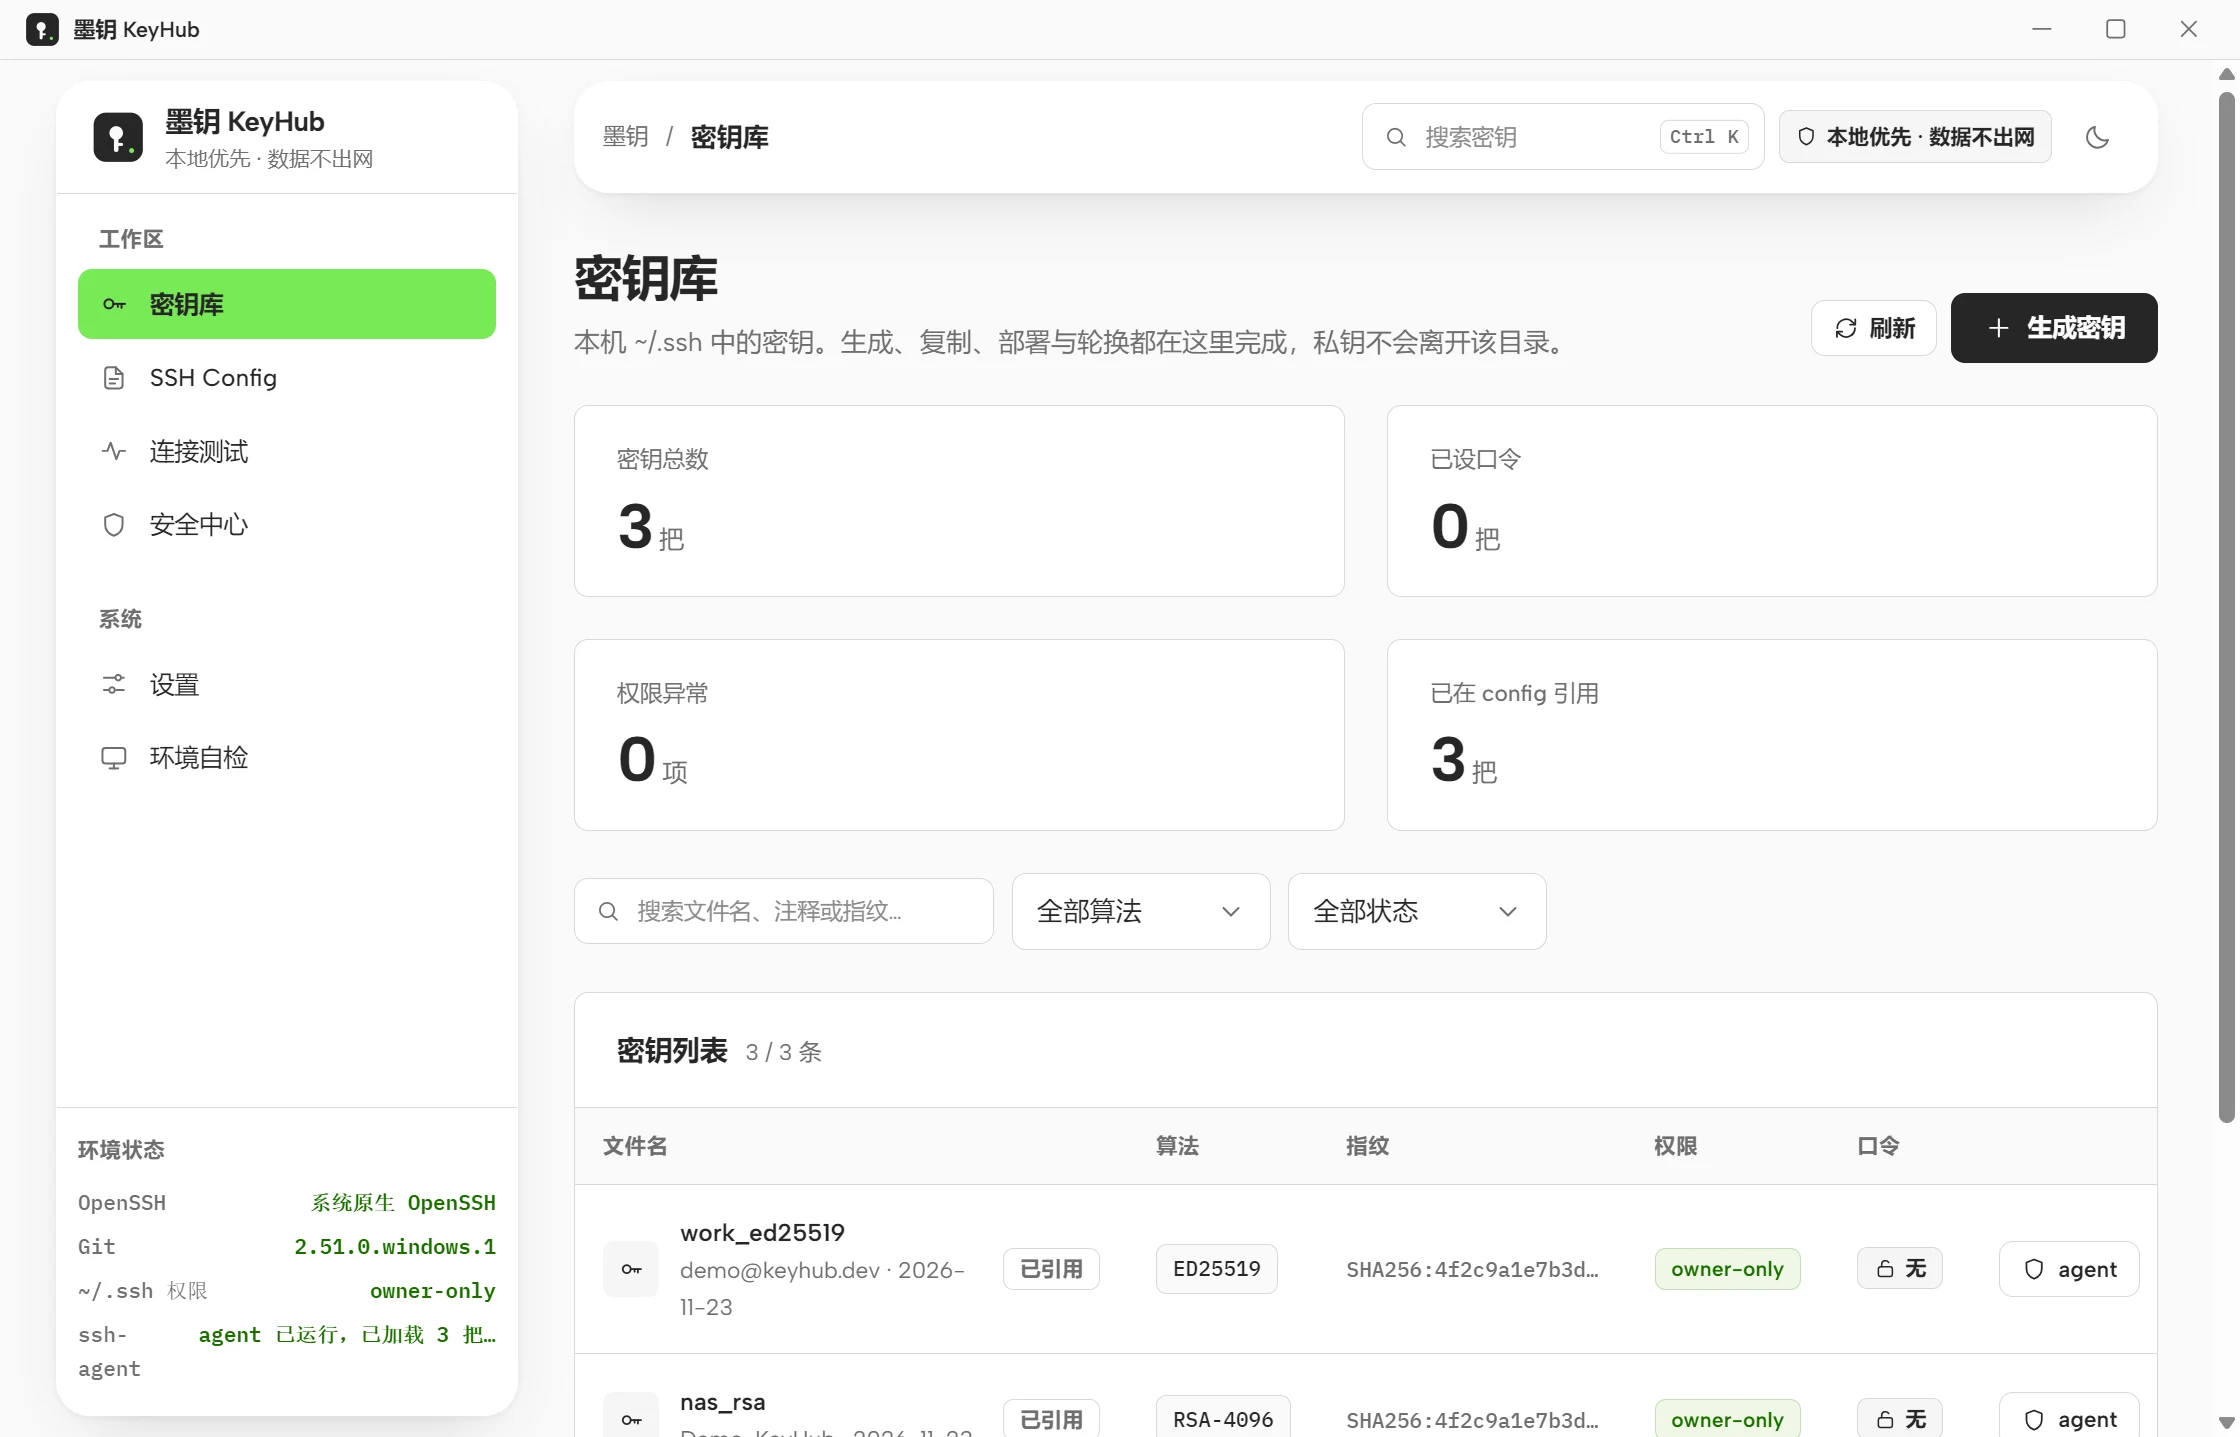 墨钥 KeyHub
墨钥 KeyHub
本地优先 · 数据不出网
工作区
密钥库
SSH Config
连接测试
安全中心
系统
设置
环境自检
环境状态
OpenSSH 系统原生 OpenSSH
Git 2.51.0.windows.1
~/.ssh 权限 owner-only
ssh-agent agent 已运行，已加载 3 把…
墨钥 / 密钥库
搜索密钥 Ctrl K
本地优先 · 数据不出网
密钥库
本机 ~/.ssh 中的密钥。生成、复制、部署与轮换都在这里完成，私钥不会离开该目录。
刷新
生成密钥
密钥总数
3 把
已设口令
0 把
权限异常
0 项
已在 config 引用
3 把
搜索文件名、注释或指纹...
全部算法
全部状态
密钥列表 3 / 3 条
文件名 算法 指纹 权限 口令
work_ed25519
demo@keyhub.dev · 2026-
11-23
已引用 ED25519 SHA256:4f2c9a1e7b3d… owner-only 无 agent
nas_rsa
Demo-KeyHub · 2026-11-23
已引用 RSA-4096 SHA256:4f2c9a1e7b3d… owner-only 无 agent